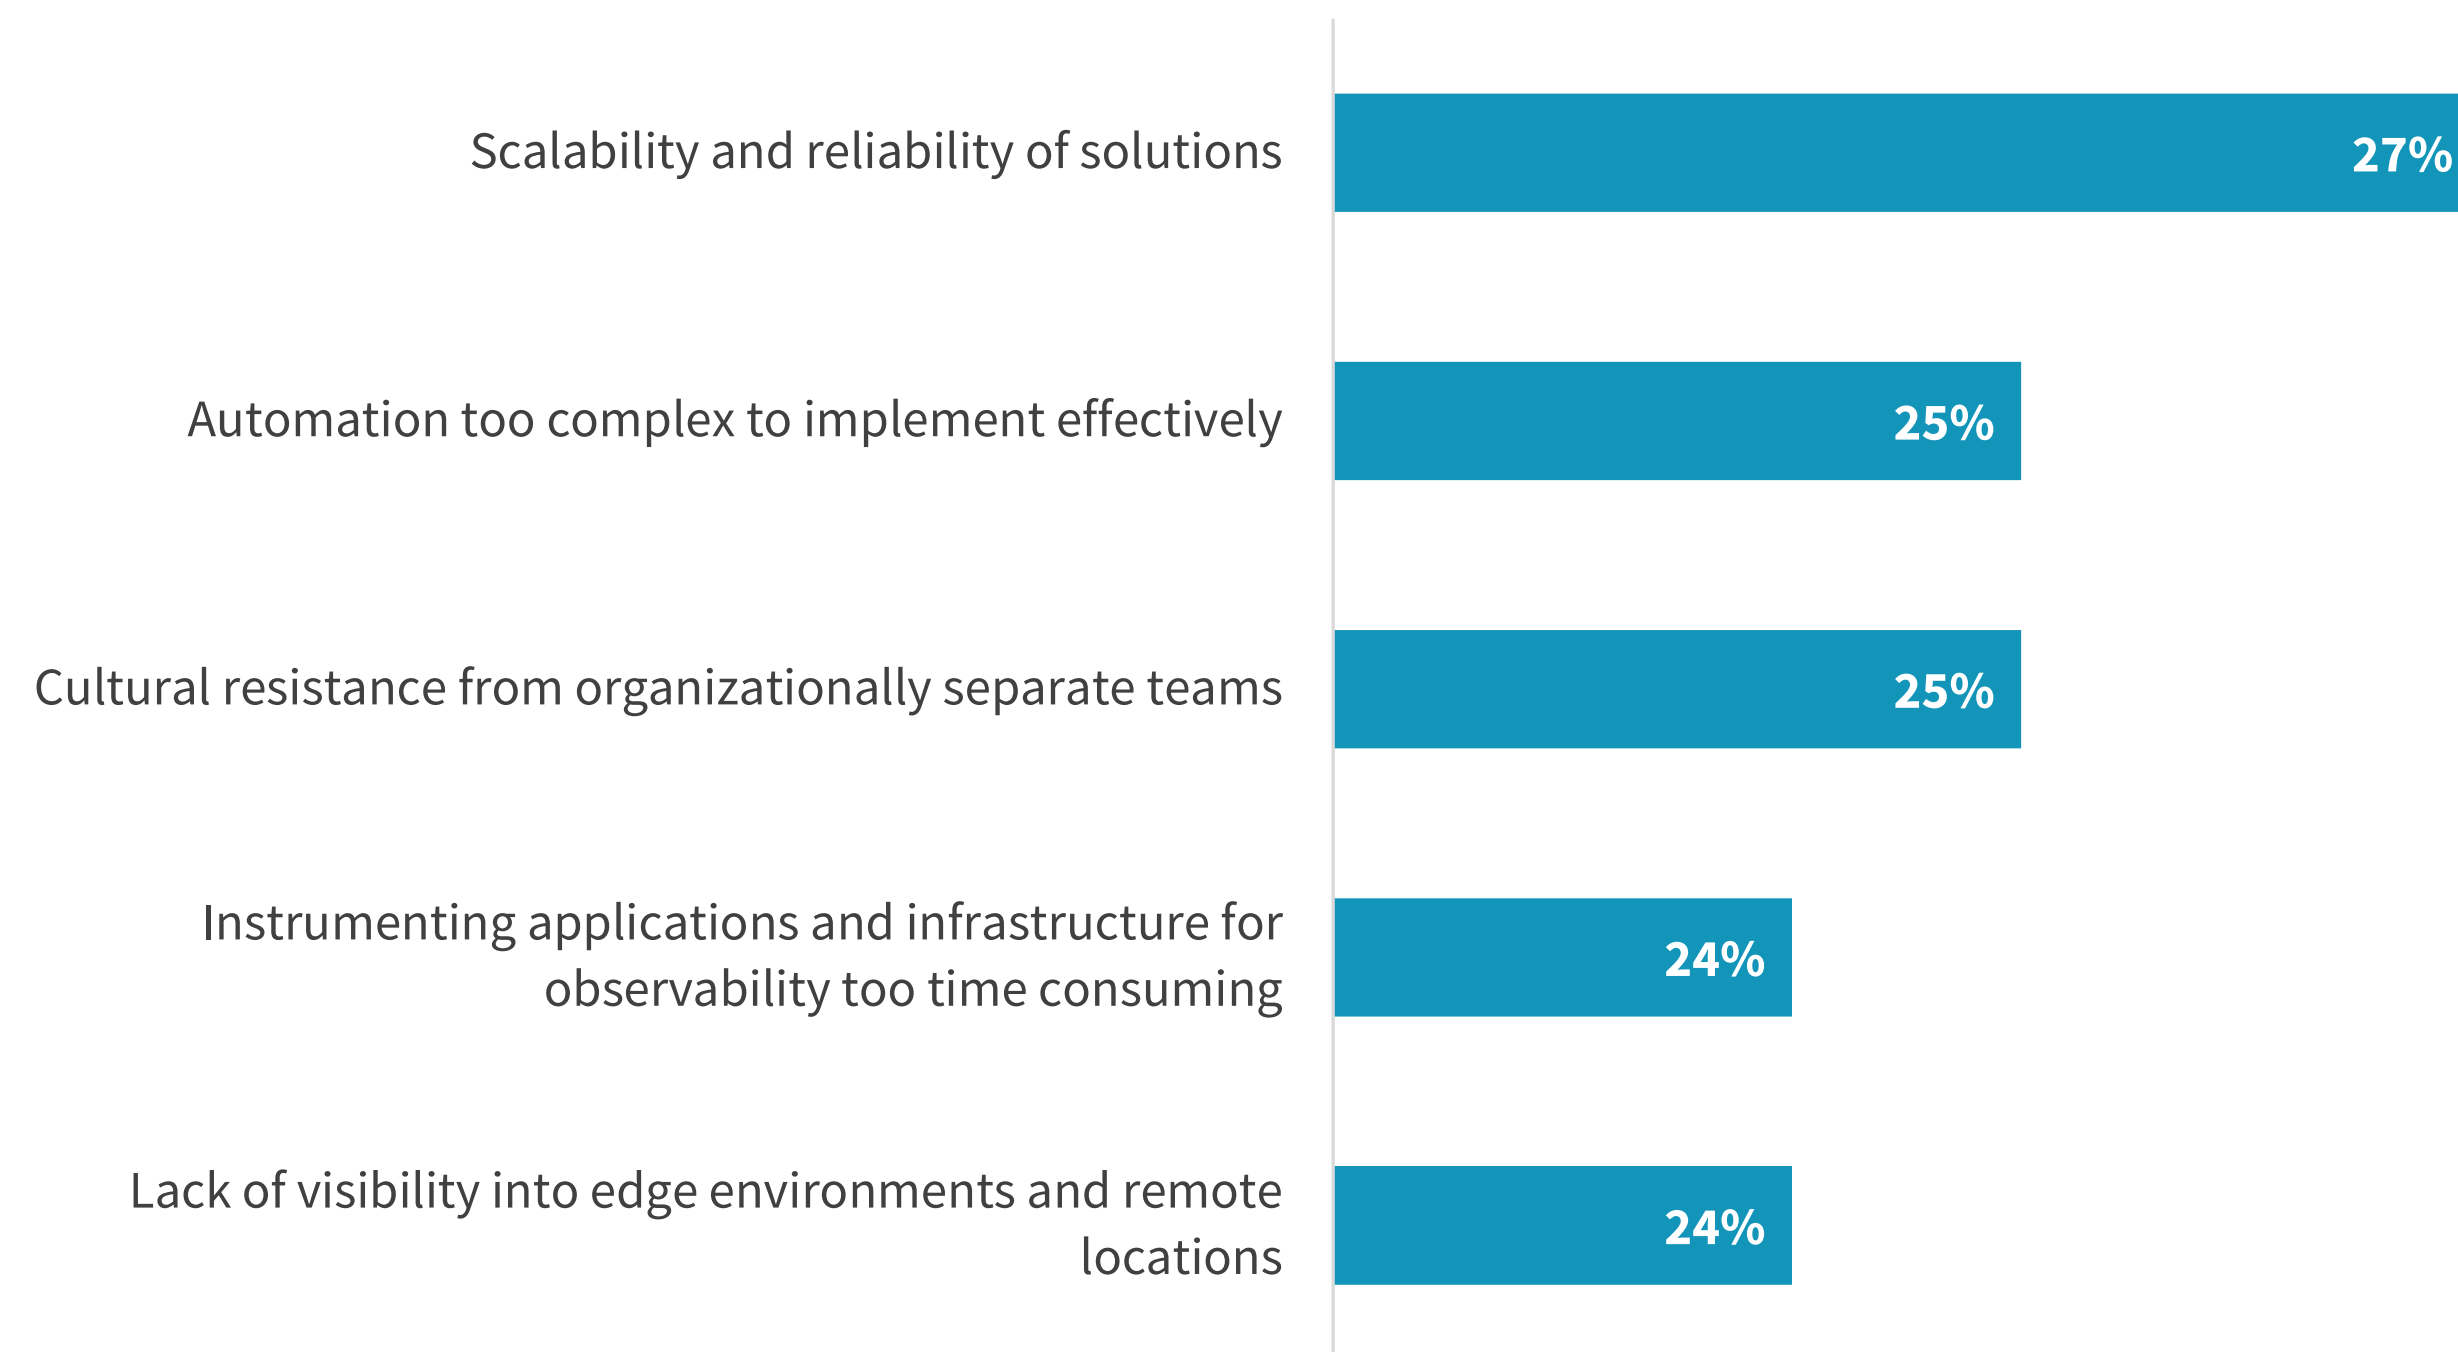 Scalability and reliability of solutions
27%
Automation too complex to implement effectively
25%
Cultural resistance from organizationally separate teams
25%
Instrumenting applications and infrastructure for
observability too time consuming
24%
Lack of visibility into edge environments and remote
locations
24%